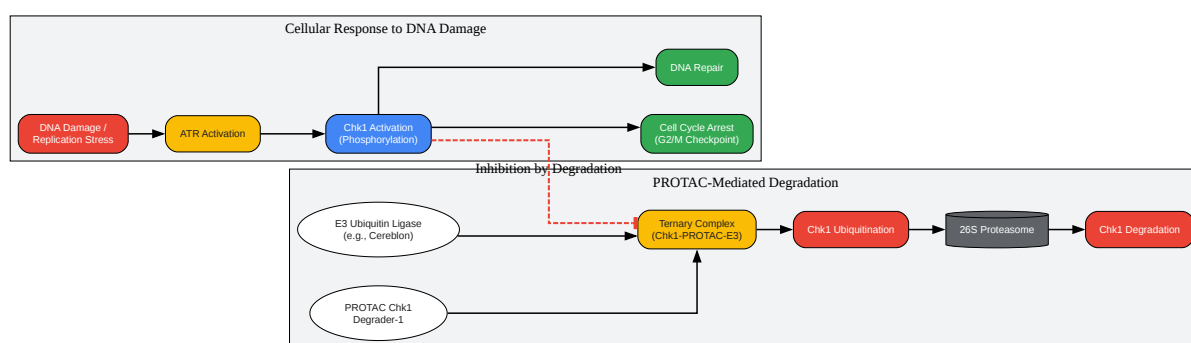 Cellular Response to DNA Damage
DNA Repair
DNA Damage /
Replication Stress
ATR Activation
Chk1 Activation
(Phosphorylation)
Cell Cycle Arrest
(G2/M Checkpoint)
Inhibition by Degradation
PROTAC-Mediated Degradation
E3 Ubiquitin Ligase
(e.g., Cereblon)
Ternary Complex
(Chk1-PROTAC-E3)
Chk1 Ubiquitination
26S Proteasome
Chk1 Degradation
PROTAC Chk1
Degrader-1